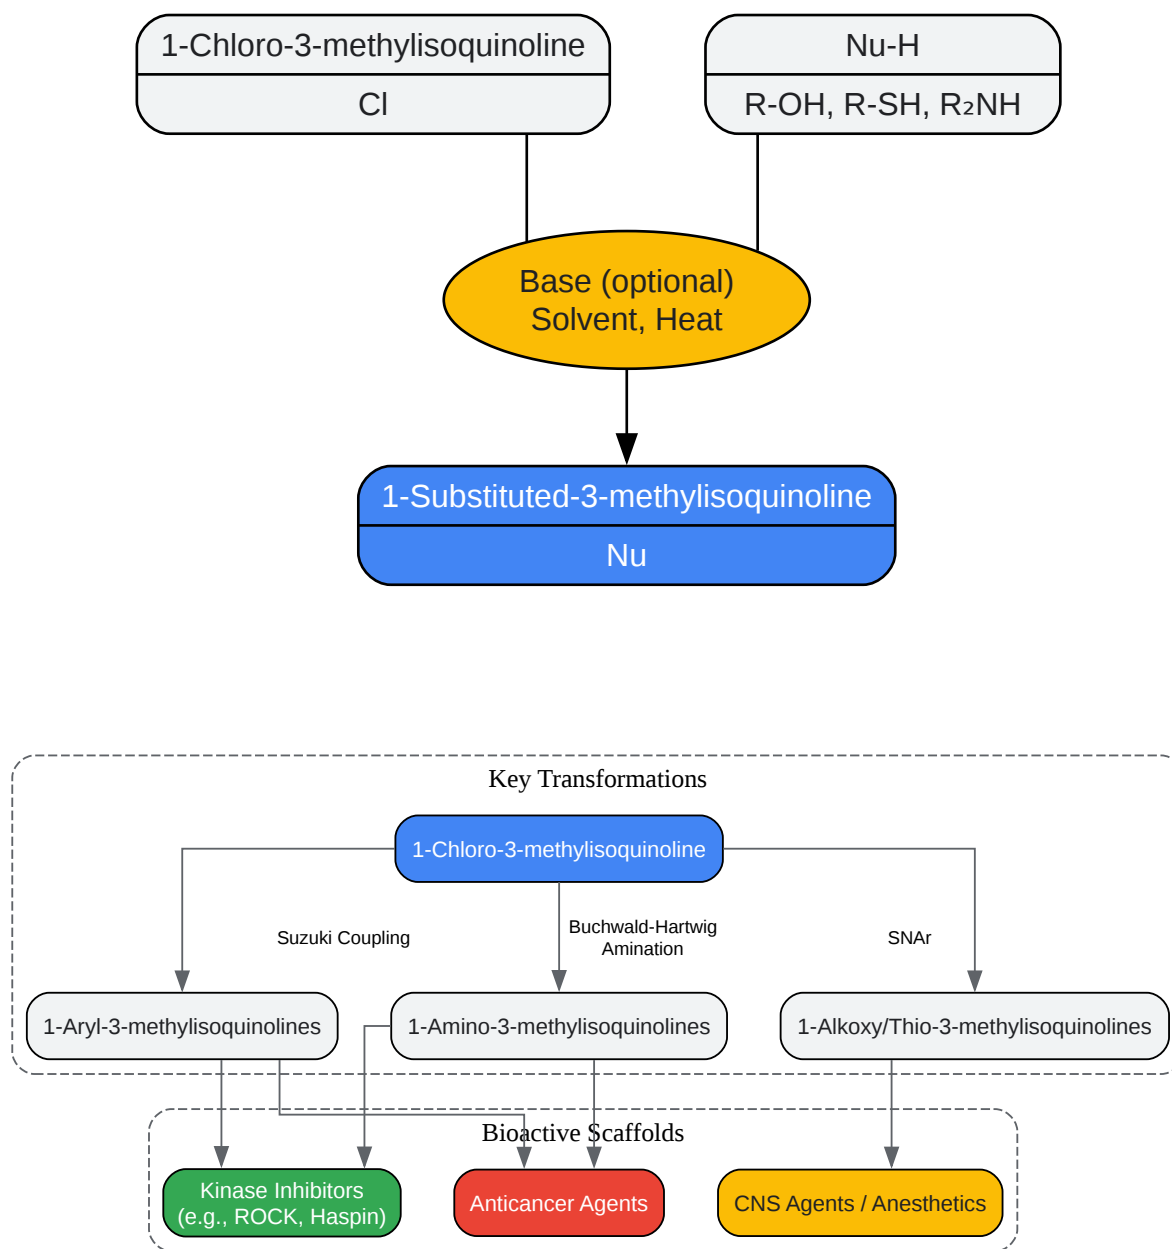 1-Chloro-3-methylisoquinoline
Cl
Nu-H
R-OH, R-SH, R₂NH
Base (optional)
Solvent, Heat
1-Substituted-3-methylisoquinoline
Nu
Key Transformations
1-Chloro-3-methylisoquinoline
Suzuki Coupling
Buchwald-Hartwig
Amination
SNAr
1-Aryl-3-methylisoquinolines
1-Amino-3-methylisoquinolines
1-Alkoxy/Thio-3-methylisoquinolines
Bioactive Scaffolds
Kinase Inhibitors
(e.g., ROCK, Haspin)
Anticancer Agents
CNS Agents / Anesthetics